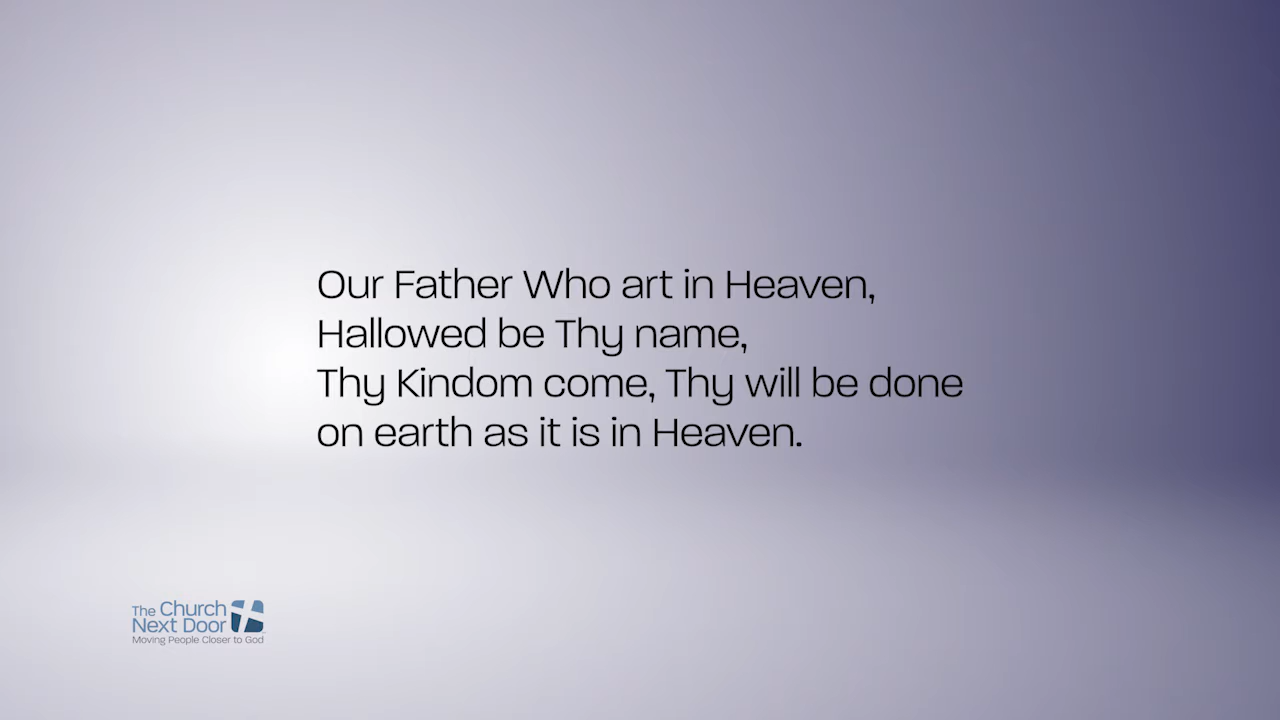 Our Father Who art in Heaven,
Hallowed be Thy name,
Thy Kindom come, Thy will be done
on earth as it is in Heaven.
The Church
Next Door
Moving People Closer to God